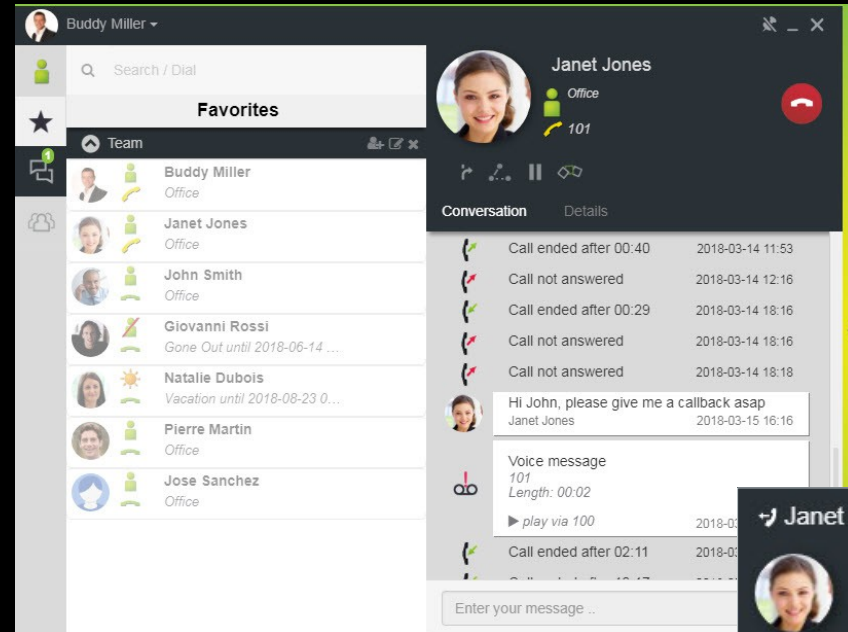 Buddy Miller
Search / Dial
Favorites
Team
Buddy Miller
Office
Janet Jones
Office
John Smith
Office
Giovanni Rossi
Gone Out until 2018-06-14 ...
Natalie Dubois
Vacation until 2018-08-23 0...
Pierre Martin
Office
Jose Sanchez
Office
1
Janet Jones
Office
101
Conversation Details
Call ended after 00:40 2018-03-14 11:53
Call not answered 2018-03-14 12:16
Call ended after 00:29 2018-03-14 18:16
Call not answered 2018-03-14 18:16
Call not answered 2018-03-14 18:18
Hi John, please give me a callback asap
Janet Jones 2018-03-15 16:16
Voice message
101
Length: 00:02
play via 100 2018-03
Call ended after 02:11 2018-03
Enter your message ..
Janet